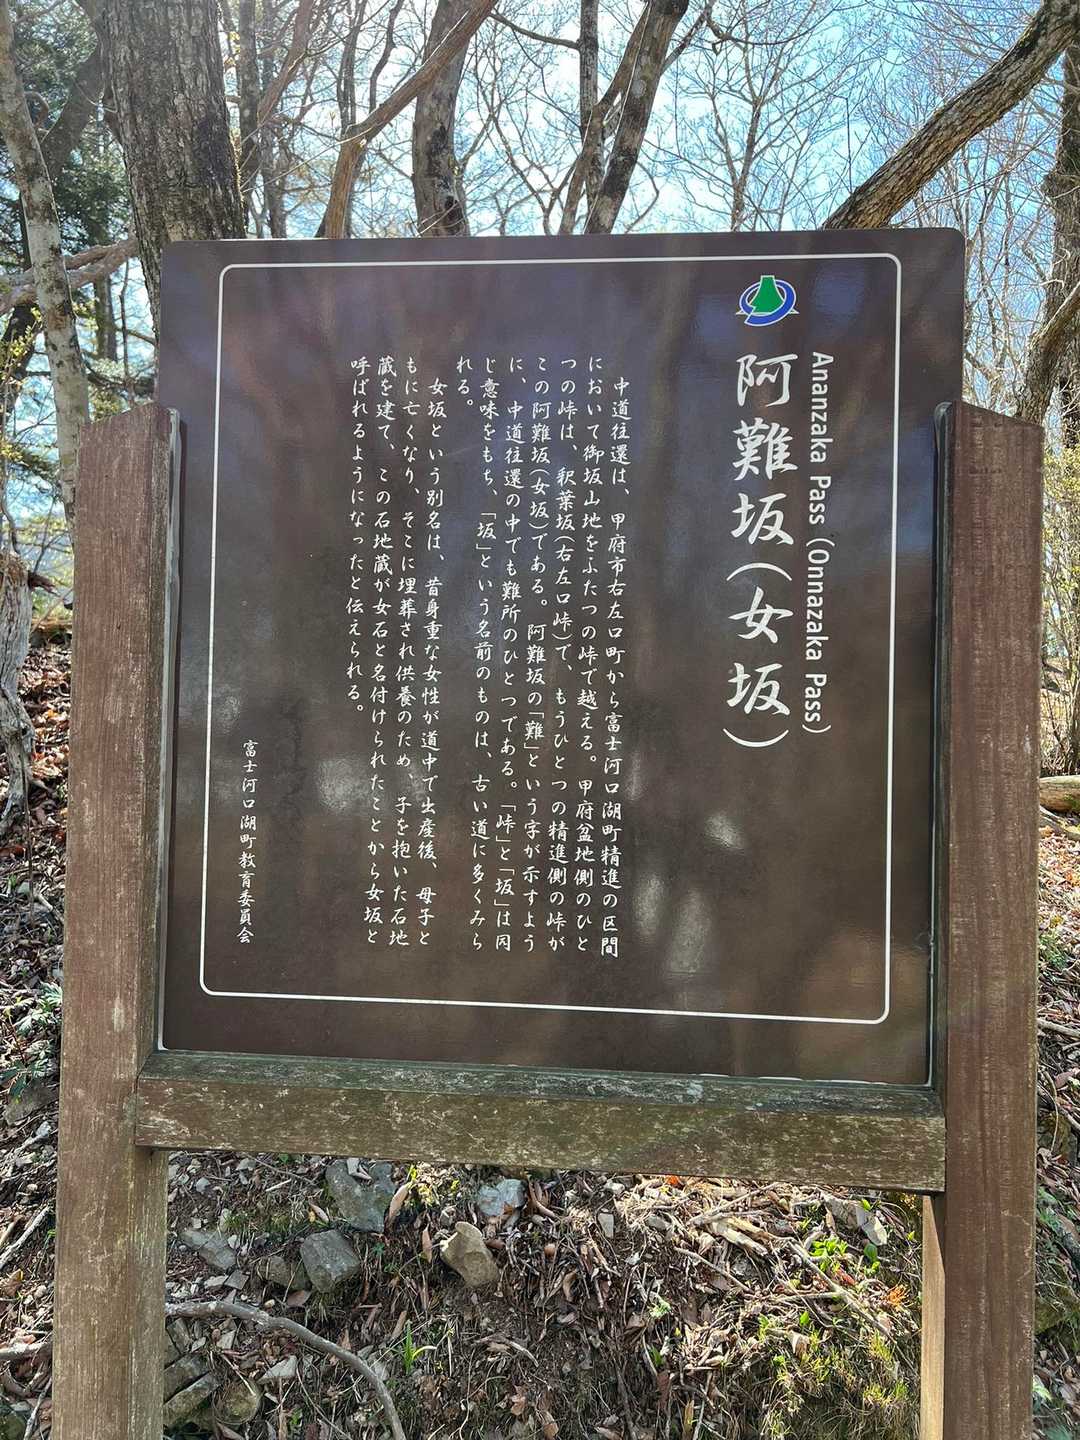 Ananzaka Pass (Onnazaka Pass)
阿難坂(女坂)
中道往還は、甲府市右左口町から富士河口湖町精進の区間
において御坂山地をふたつの峠で越える。甲府盆地側のひと
つの峠は、釈葉坂(右左口峠)で、もうひとつの精進側の峠が
この阿難坂(女坂)である。阿難坂の「難」という字が示すよう
に、中道往還の中でも難所のひとつである。「峠」と「坂」は同
じ意味をもち、「坂」という名前のものは、古い道に多くみら
れる。
女坂という別名は、昔身重な女性が道中で出産後、母子と
もに亡くなり、そこに埋葬され供養のため、子を抱いた石地
蔵を建て、この石地蔵が女石と名付けられたことから女坂と
呼ばれるようになったと伝えられる。
富士河口湖町教育委員会